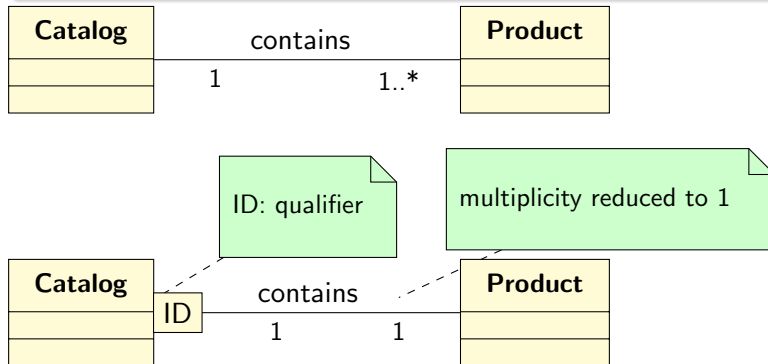 Catalog
contains
Product
1
1..*
ID: qualifier
multiplicity reduced to 1
Catalog
ID
contains
Product
1
1